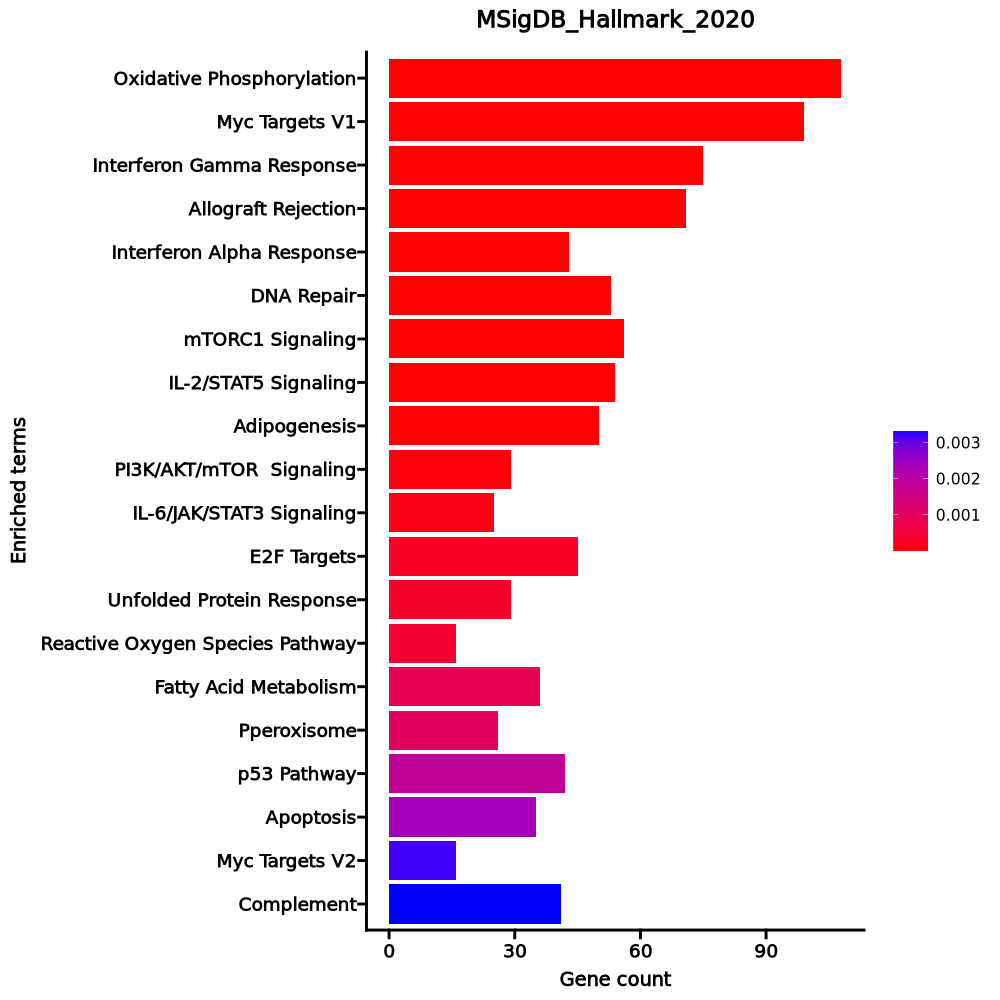 MSigDB_Hallmark_2020
Oxidative Phosphorylation
Myc Targets V1
Interferon Gamma Response
Allograft Rejection
Interferon Alpha Response
DNA Repair
mTORC1 Signaling
IL-2/STAT5 Signaling
Adipogenesis
PI3K/AKT/mTOR  Signaling
IL-6/JAK/STAT3 Signaling
E2F Targets
Unfolded Protein Response
Reactive Oxygen Species Pathway
Fatty Acid Metabolism
Pperoxisome
p53 Pathway
Apoptosis
Myc Targets V2
Complement
Enriched terms
0 30 60 90
Gene count
0.003
0.002
0.001